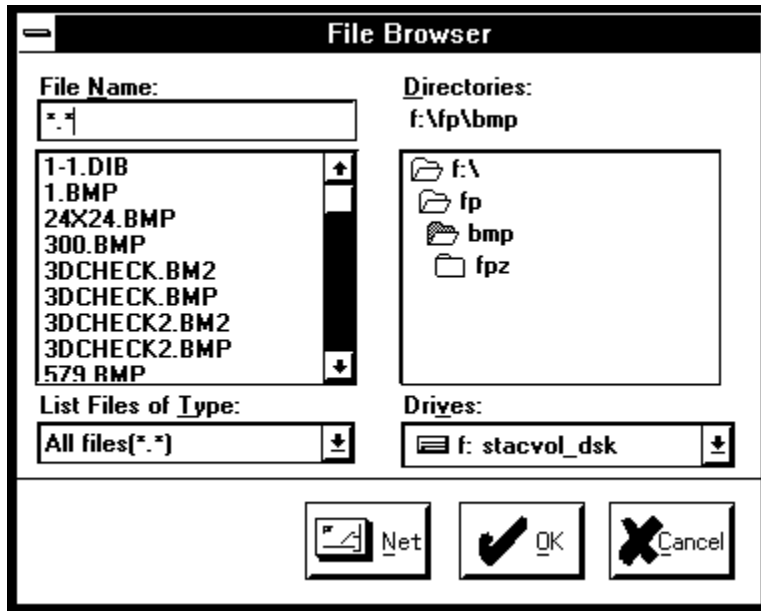 File Browser
File Name:
*.*
1-1.DIB
1.BMP
24X24.BMP
300.BMP
3DCHECK.BM2
3DCHECK.BMP
3DCHECK2.BM2
3DCHECK2.BMP
579.BMP
List Files of Type:
All files(*.*)
Directories:
f:\fp\bmp
f:\
fp
bmp
fpz
Drives:
f: stacvol_dsk
Net
OK
Cancel